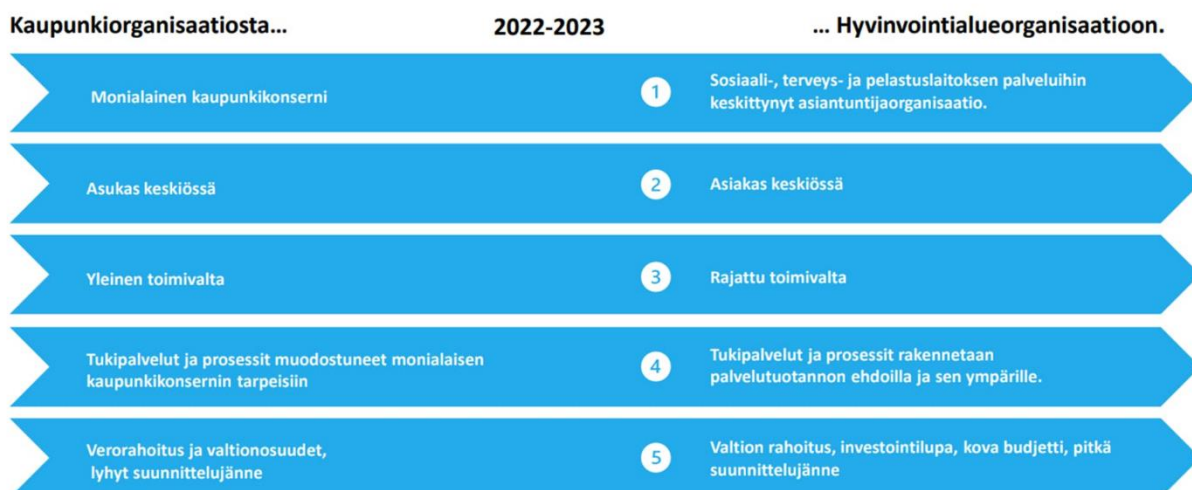 Kaupunkiorganisaatiosta... 2022-2023 ... Hyvinvointialueorganisaatioon.
Monialainen kaupunkikonserni
1
Sosiaali-, terveys- ja pelastuslaitoksen palveluihin
keskittynyt asiantuntijaorganisaatio.
Asukas keskiössä
2
Asiakas keskiössä
Yleinen toimivalta
3
Rajattu toimivalta
Tukipalvelut ja prosessit muodostuneet monialaisen
kaupunkikonsernin tarpeisiin
4
Tukipalvelut ja prosessit rakennetaan
palvelutuotannon ehdoilla ja sen ympärille.
Verorahoitus ja valtionosuudet,
lyhyt suunnittelujänne
5
Valtion rahoitus, investointilupa, kova budjetti, pitkä
suunnittelujänne